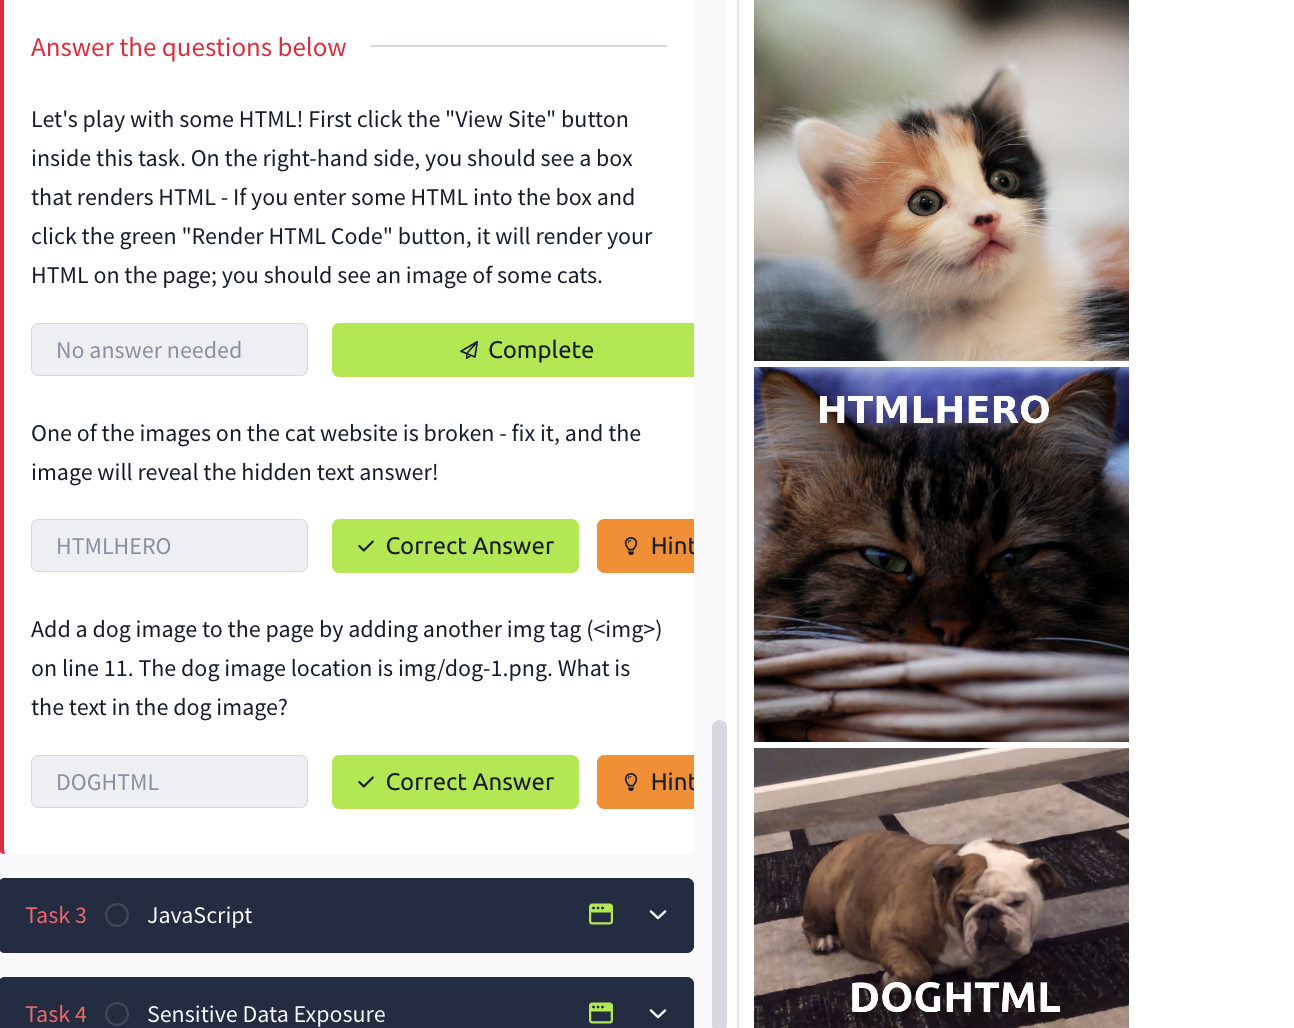 Answer the questions below
Let's play with some HTML! First click the "View Site" button
inside this task. On the right-hand side, you should see a box
that renders HTML - If you enter some HTML into the box and
click the green "Render HTML Code" button, it will render your
HTML on the page; you should see an image of some cats.
No answer needed
Complete
One of the images on the cat website is broken - fix it, and the
image will reveal the hidden text answer!
HTMLHERO
Correct Answer
Hint
Add a dog image to the page by adding another img tag (<img>)
on line 11. The dog image location is img/dog-1.png. What is
the text in the dog image?
DOGHTML
Correct Answer
Hint
Task 3
JavaScript
Task 4
Sensitive Data Exposure
HTMLHERO
DOGHTML